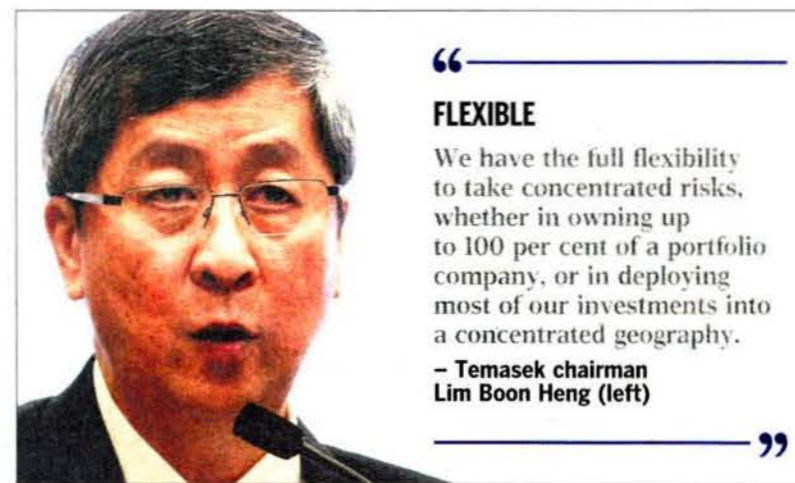 “
FLEXIBLE
We have the full flexibility
to take concentrated risks,
whether in owning up
to 100 per cent of a portfolio
company, or in deploying
most of our investments into
a concentrated geography.
– Temasek chairman
Lim Boon Heng (left)
”